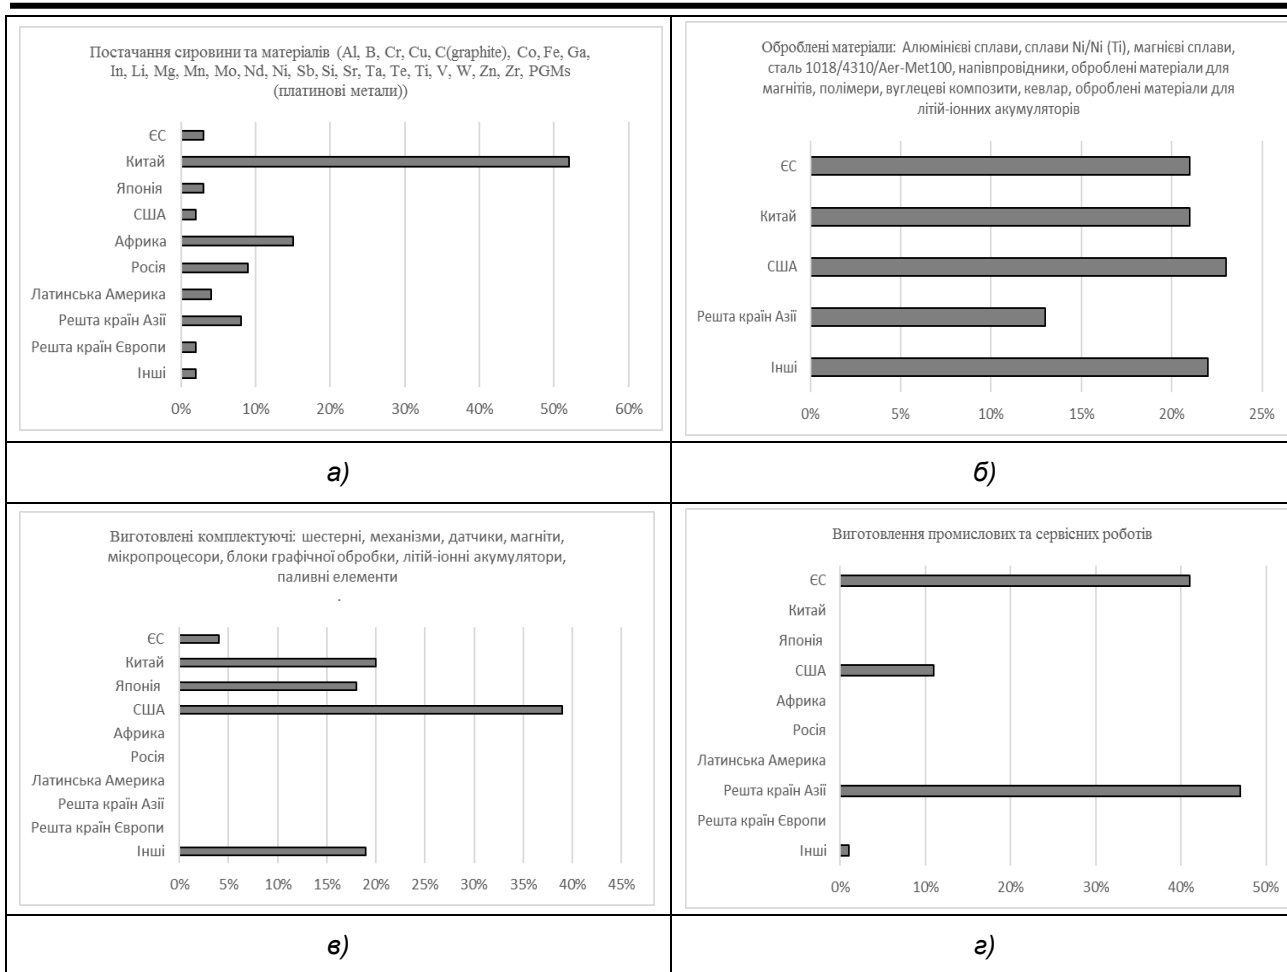 Постачання сировини та матеріалів (Al, B, Cr, Cu, C(graphite), Co, Fe, Ga,
In, Li, Mg, Mn, Mo, Nd, Ni, Sb, Si, Sr, Ta, Te, Ti, V, W, Zn, Zr, PGMs
(платинові метали))
ЄС
Китай
Японія
США
Африка
Росія
Латинська Америка
Решта країн Азії
Решта країн Європи
Інші
0% 10% 20% 30% 40% 50% 60%
а)
Оброблені матеріали: Алюмінієві сплави, сплави Ni/Ni (Ti), магнієві сплави,
сталь 1018/4310/Aer-Met100, напівпровідники, оброблені матеріали для
магнітів, полімери, вуглецеві композити, кевлар, оброблені матеріали для
літій-іонних акумуляторів
ЄС
Китай
США
Решта країн Азії
Інші
0% 5% 10% 15% 20% 25%
б)
Виготовлені комплектуючі: шестерні, механізми, датчики, магніти,
мікропроцесори, блоки графічної обробки, літій-іонні акумулятори,
паливні елементи
.
ЄС
Китай
Японія
США
Африка
Росія
Латинська Америка
Решта країн Азії
Решта країн Європи
Інші
0% 5% 10% 15% 20% 25% 30% 35% 40% 45%
в)
Виготовлення промислових та сервісних роботів
ЄС
Китай
Японія
США
Африка
Росія
Латинська Америка
Решта країн Азії
Решта країн Європи
Інші
0% 10% 20% 30% 40% 50%
г)